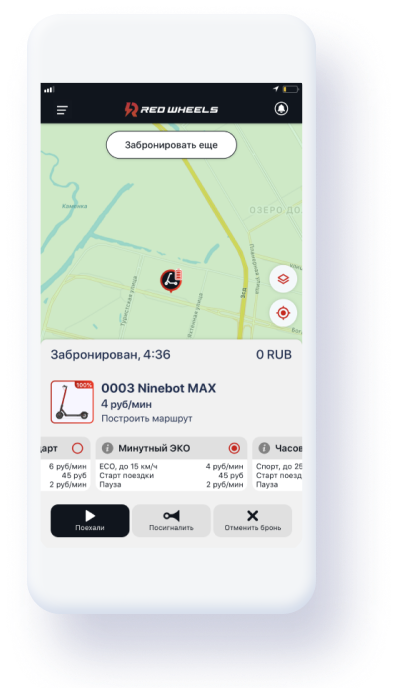 RED WHEELS
Забронировать еще
Каменка
ОЗЕРО ДО
Планерная улица
Туристская улица
Яхтенная улица
Зсд
Забронирован, 4:36
0 RUB
100%
0003 Ninebot MAX
4 руб/мин
Построить маршрут
дарт
Минутный ЭКО
Часов
6 руб/мин
45 руб
2 руб/мин
ECO, до 15 км/ч
4 руб/мин
Старт поездки
45 руб
Пауза
2 руб/мин
Спорт, до 25
Старт поезд
Пауза
Поехали
Посигналить
Отменить бронь